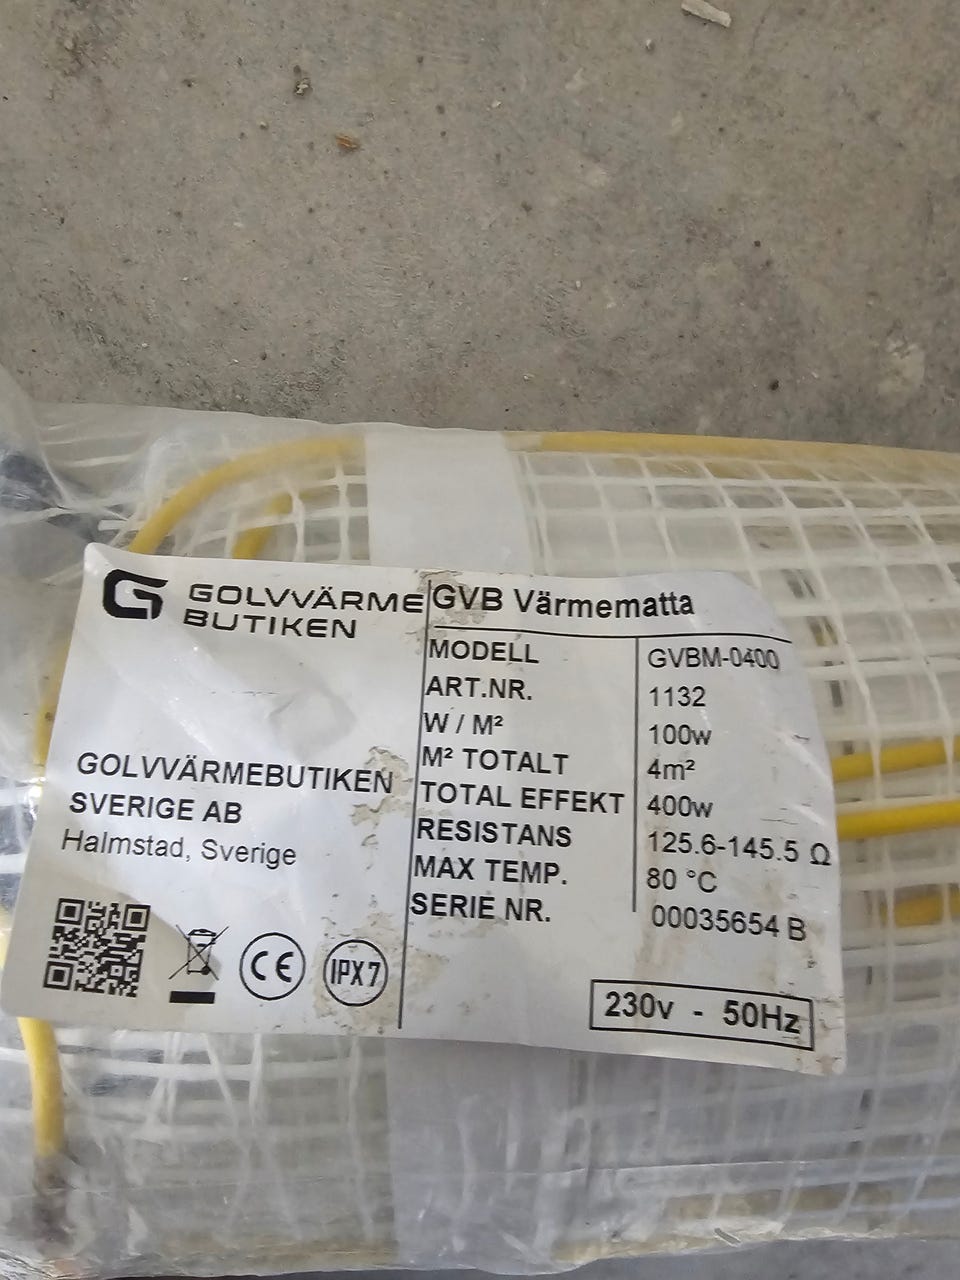 GOLVVÄRME
BUTIKEN
GOLVVÄRMEBUTIKEN
SVERIGE AB
Halmstad, Sverige
CE
IPX7
GVB Värmematta
MODELL GVBM-0400
ART.NR. 1132
W / M² 100w
M² TOTALT 4m²
TOTAL EFFEKT 400w
RESISTANS 125.6-145.5 Ω
MAX TEMP. 80 °C
SERIE NR. 00035654 B
230v - 50Hz